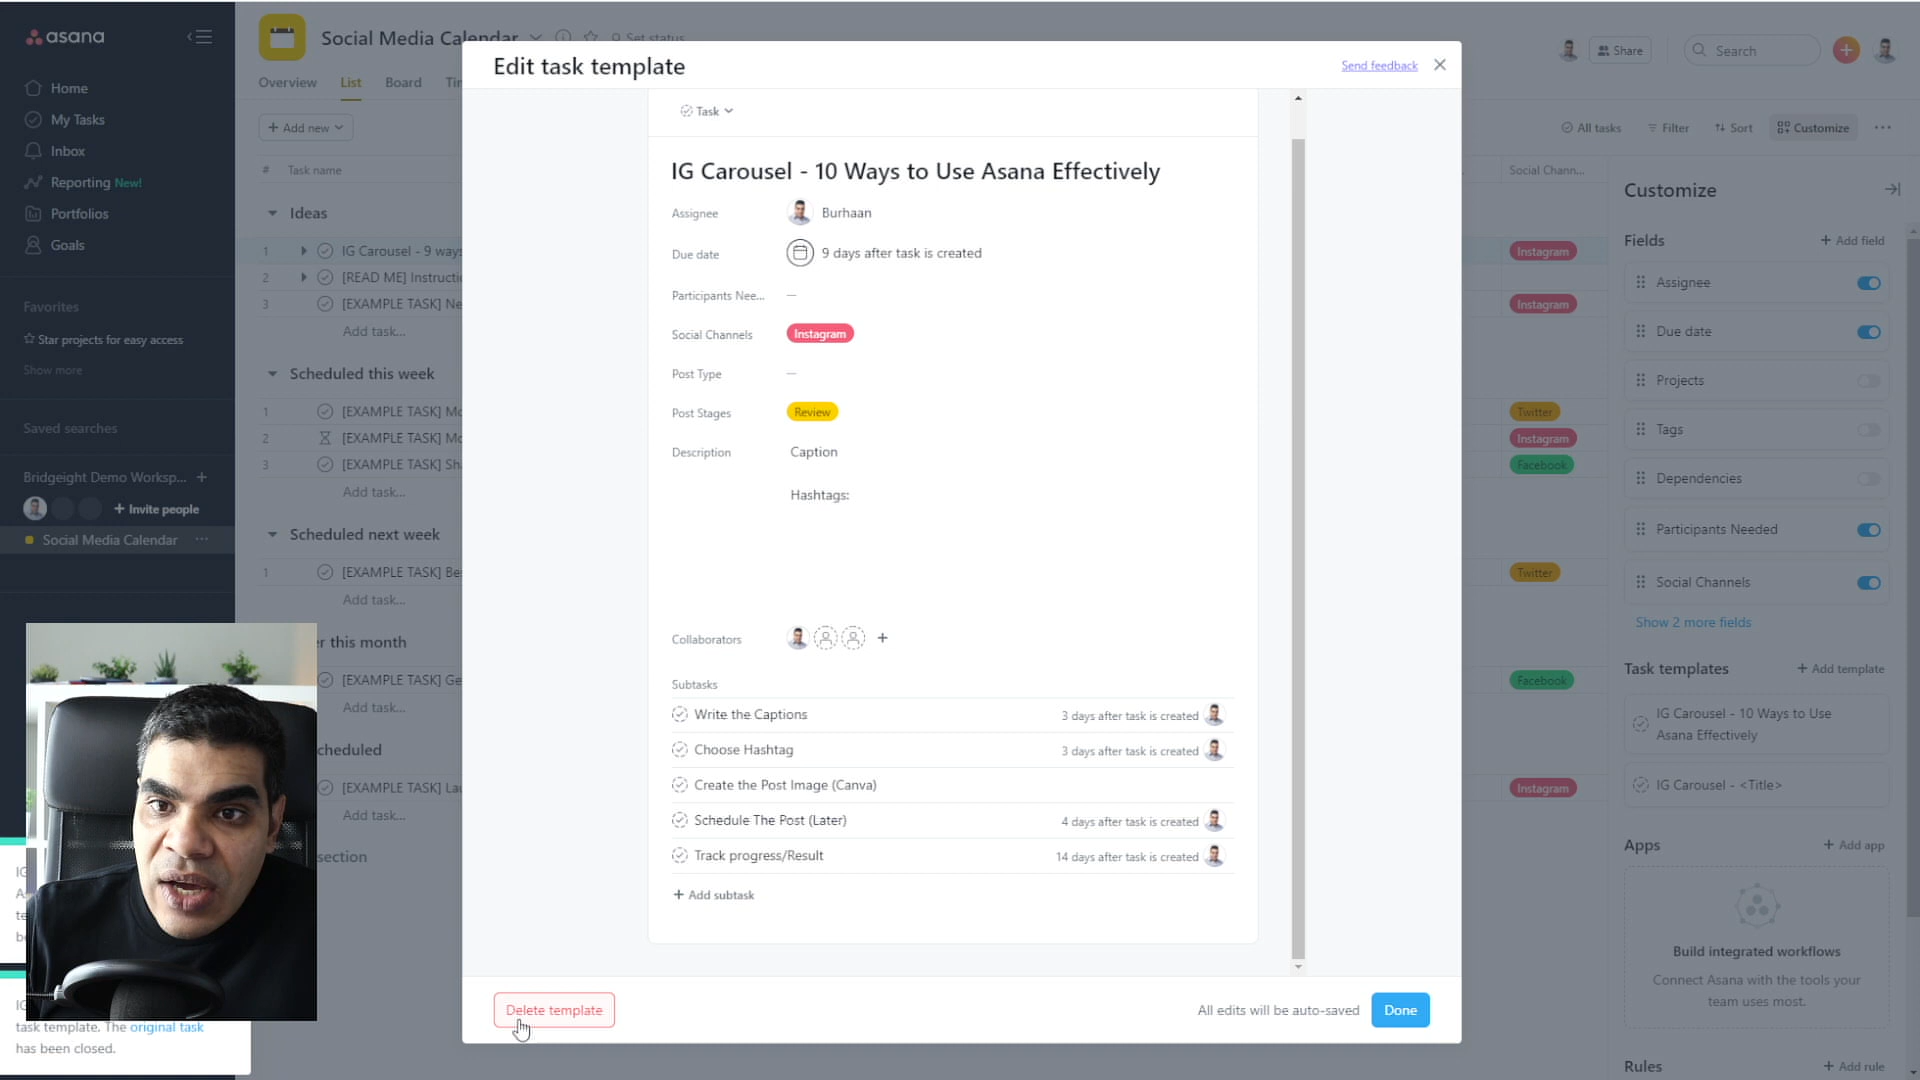 asana
Home
My Tasks
Inbox
Reporting New!
Portfolios
Goals
Favorites
Star projects for easy access
Show more
Saved searches
Bridgeight Demo Worksp...
Invite people
Social Media Calendar
Social Media Calendar
Set status
Overview
List
Board
Add new
# Task name
Ideas
1 IG Carousel - 9 ways
2 [READ ME] Instructi
3 [EXAMPLE TASK] Ne
Add task...
Scheduled this week
1 [EXAMPLE TASK] Mo
2 [EXAMPLE TASK] Mo
3 [EXAMPLE TASK] Sh
Add task...
Scheduled next week
1 [EXAMPLE TASK] Be
Add task...
r this month
[EXAMPLE TASK] Ge
Add task...
cheduled
[EXAMPLE TASK] Lau
Add task...
section
task template. The original task
has been closed.
Edit task template
Send feedback
Task
IG Carousel - 10 Ways to Use Asana Effectively
Assignee Burhaan
Due date 9 days after task is created
Participants Nee... —
Social Channels Instagram
Post Type —
Post Stages Review
Description Caption
Hashtags:
Collaborators
Subtasks
Write the Captions 3 days after task is created
Choose Hashtag 3 days after task is created
Create the Post Image (Canva)
Schedule The Post (Later) 4 days after task is created
Track progress/Result 14 days after task is created
+ Add subtask
Delete template
All edits will be auto-saved
Done
Share
Search
All tasks
Filter
Sort
Customize
Social Chann...
Instagram
Instagram
Twitter
Instagram
Facebook
Twitter
Facebook
Instagram
Customize
Fields
+ Add field
Assignee
Due date
Projects
Tags
Dependencies
Participants Needed
Social Channels
Show 2 more fields
Task templates
+ Add template
IG Carousel - 10 Ways to Use
Asana Effectively
IG Carousel - <Title>
Apps
+ Add app
Build integrated workflows
Connect Asana with the tools your
team uses most.
Rules
+ Add rule